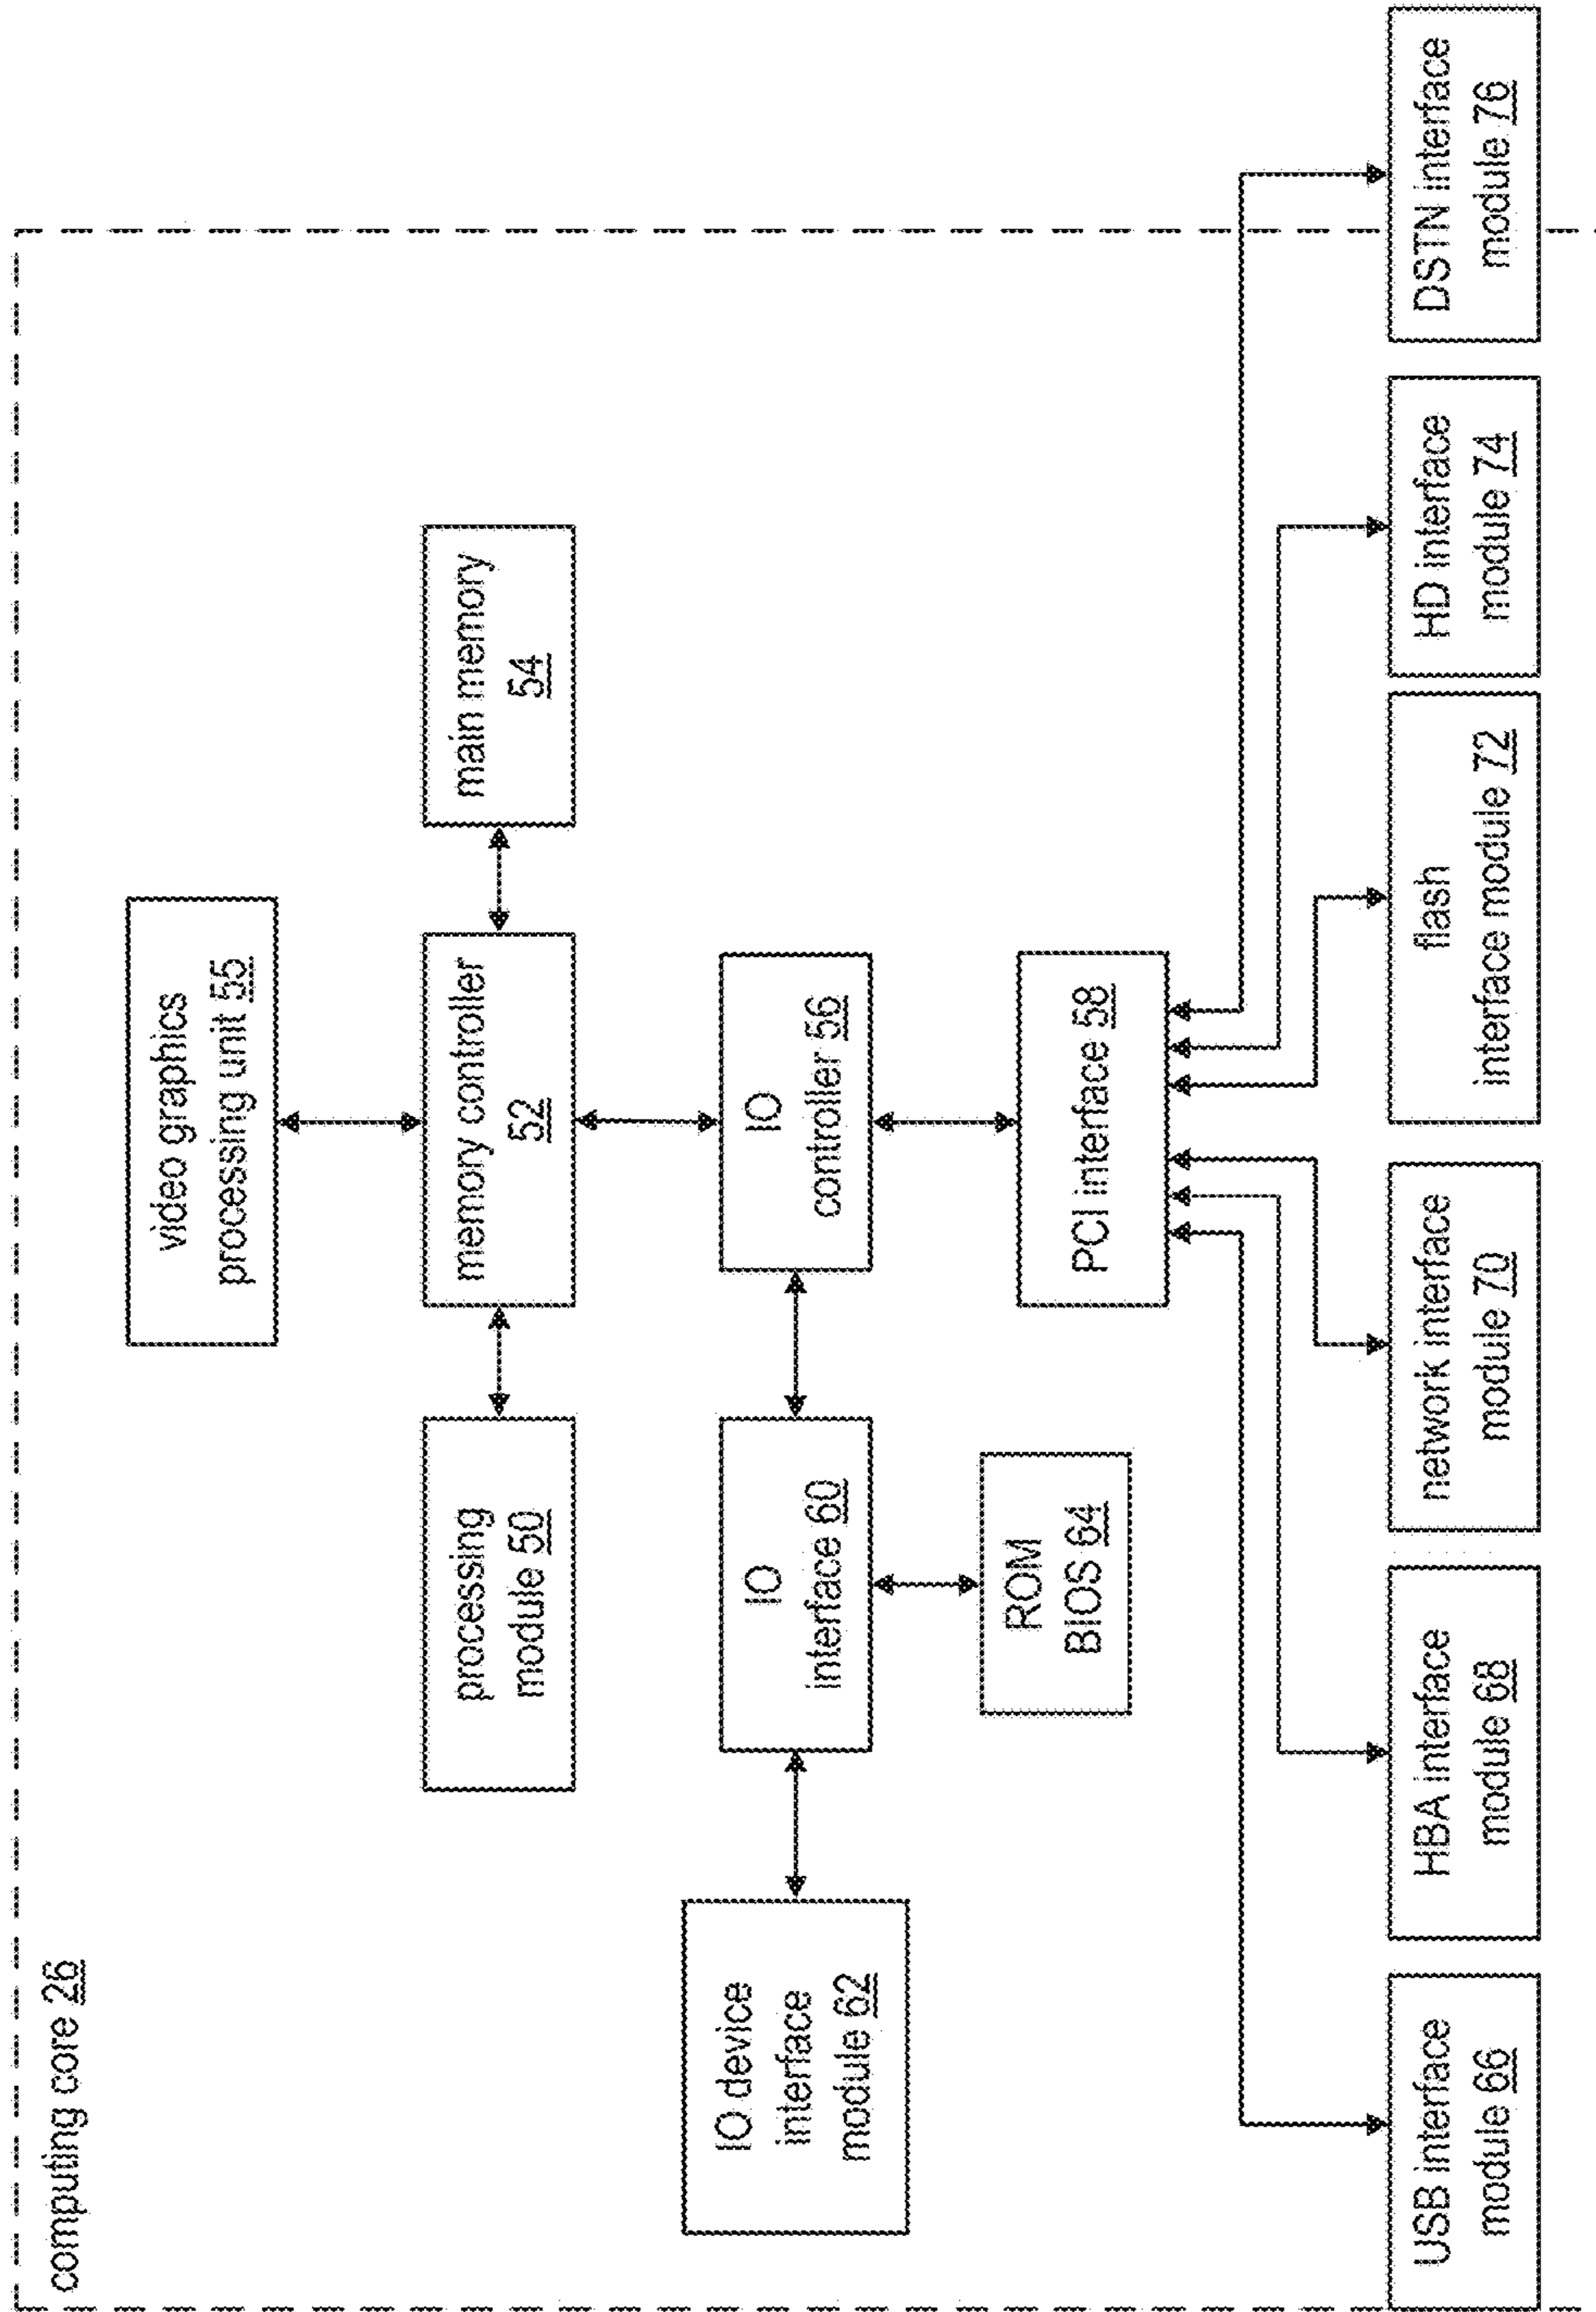 computing core 26
video graphics
processing unit 55
processing
module 50
memory controller
52
main memory
54
IO device
interface
module 62
IO
interface 60
IO
controller 56
ROM
BIOS 64
PCI interface 58
USB interface
module 66
HBA interface
module 68
network interface
module 70
flash
interface module 72
HD interface
module 74
DSTN interface
module 76